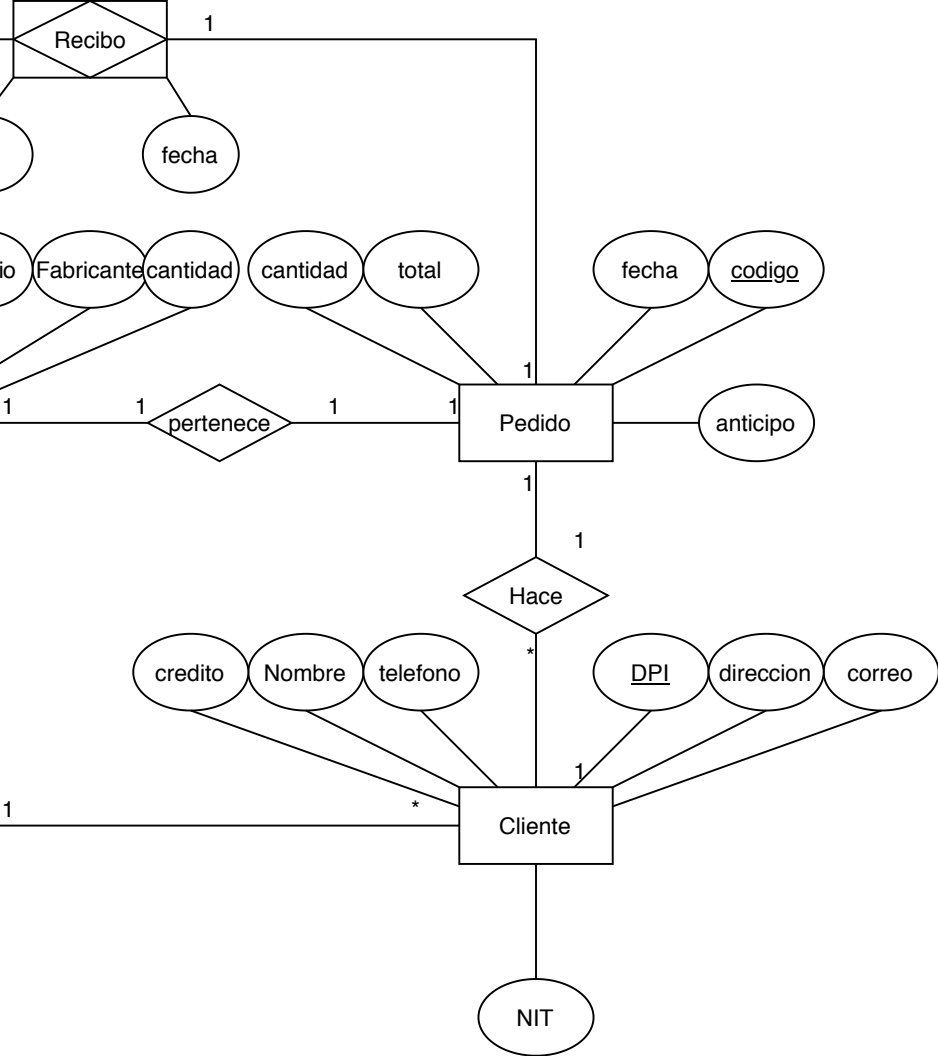 1
Recibo
fecha
io
Fabricante
cantidad
cantidad
total
fecha
codigo
1
1
1
1
1
pertenece
Pedido
anticipo
1
1
Hace
*
credito
Nombre
telefono
DPI
direccion
correo
1
1
*
Cliente
NIT